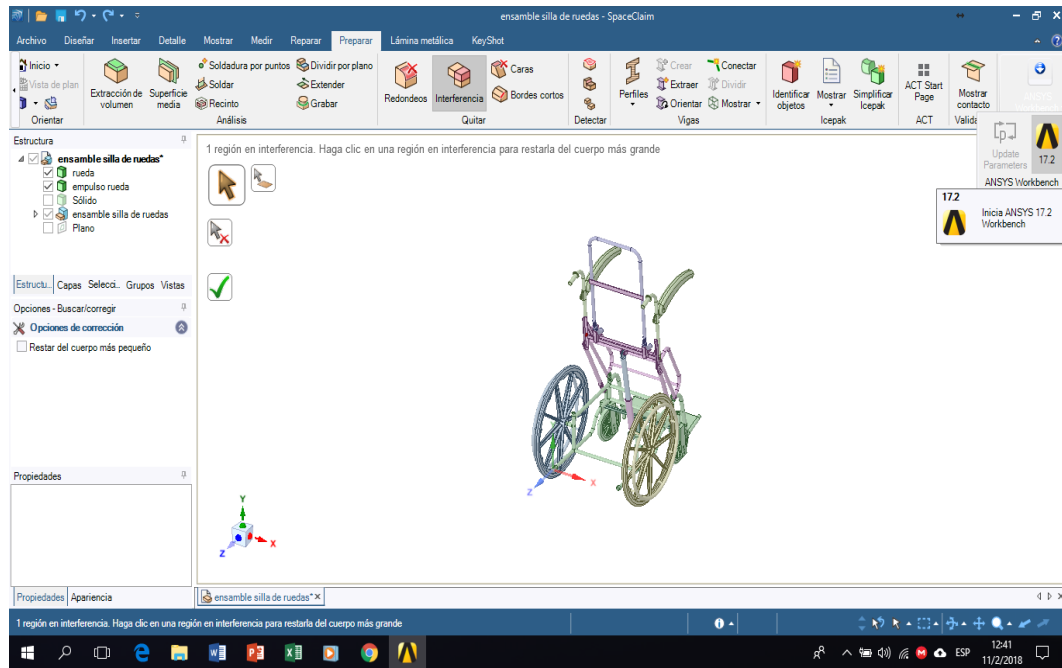 ensamble silla de ruedas - SpaceClaim
Archivo Diseñar Insertar Detalle Mostrar Medir Reparar Preparar Lámina metálica KeyShot
Inicio
Vista de plan
Orientar
Extracción de volumen
Superficie media
Soldadura por puntos
Soldar
Recinto
Dividir por plano
Extender
Grabar
Análisis
Redondeos
Interferencia
Caras
Bordes cortos
Quitar
Detectar
Perfiles
Crear
Extraer
Orientar
Conectar
Dividir
Mostrar
Vigas
Identificar objetos
Mostrar
Simplificar Icepak
Icepak
ACT Start Page
ACT
Mostrar contacto
Valida
Update Parameters
17.2
ANSYS Workbench
17.2
Inicia ANSYS 17.2
Workbench
Estructura
ensamble silla de ruedas*
rueda
empulso rueda
Sólido
ensamble silla de ruedas
Plano
Estructu... Capas Selecci... Grupos Vistas
Opciones - Buscar/corregir
Opciones de corrección
Restar del cuerpo más pequeño
Propiedades
Propiedades Apariencia
1 región en interferencia. Haga clic en una región en interferencia para restarla del cuerpo más grande
Z
X
Y
X
Z
ensamble silla de ruedas*
1 región en interferencia. Haga clic en una región en interferencia para restarla del cuerpo más grande
ESP
12:41
11/2/2018